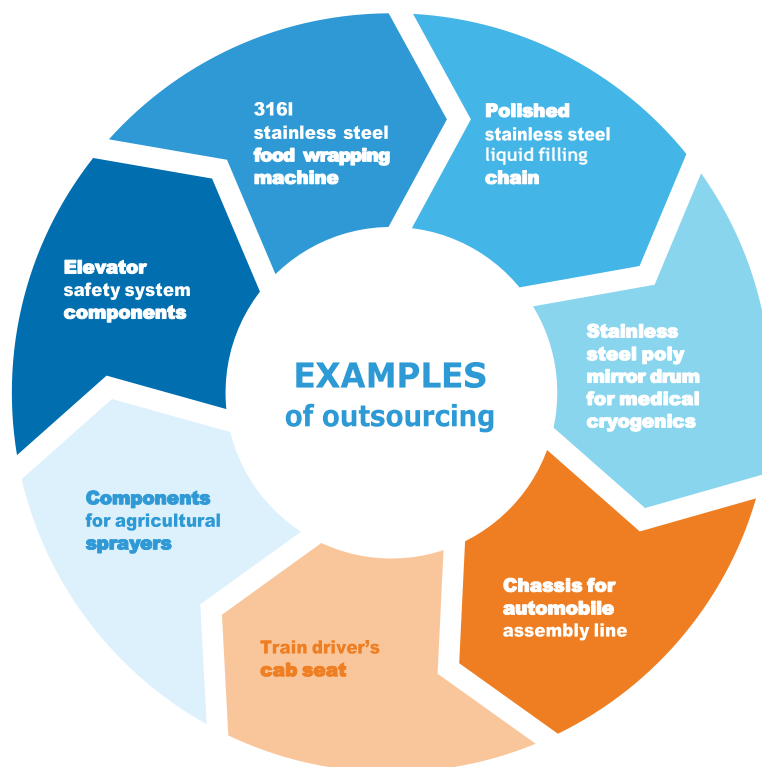 316l
stainless steel
food wrapping
machine
Polished
stainless steel
liquid filling
chain
Stainless
steel poly
mirror drum
for medical
cryogenics
Chassis for
automobile
assembly line
Train driver's
cab seat
Components
for agricultural
sprayers
Elevator
safety system
components
EXAMPLES
of outsourcing